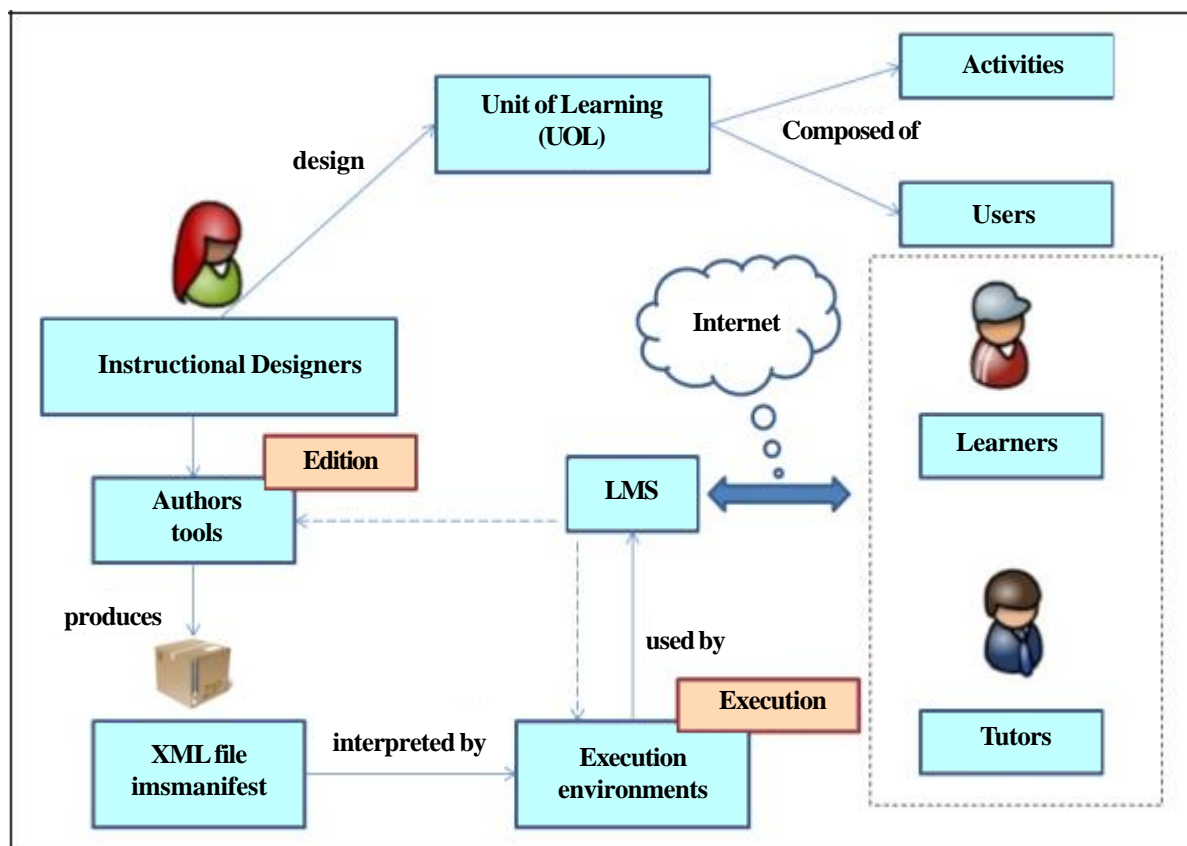 Activities
Unit of Learning
(UOL)
Composed of
design
Users
Internet
Instructional Designers
Learners
Edition
LMS
Authors
tools
produces
used by
Execution
Tutors
XML file
imsmanifest
interpreted by
Execution
environments